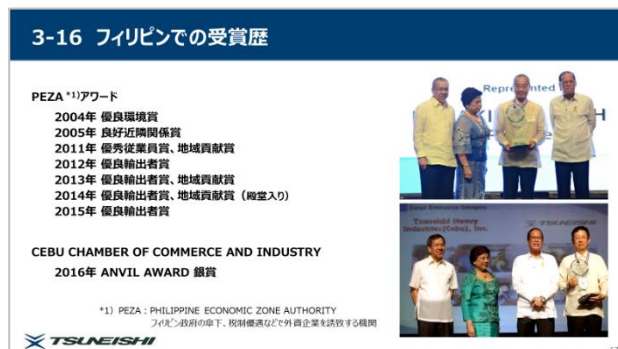 3-16 フィリピンでの受賞歴
PEZA *1)アワード
2004年 優良環境賞
2005年 良好近隣関係賞
2011年 優秀従業員賞、地域貢献賞
2012年 優良輸出者賞
2013年 優良輸出者賞、地域貢献賞
2014年 優良輸出者賞、地域貢献賞（殿堂入り）
2015年 優良輸出者賞
CEBU CHAMBER OF COMMERCE AND INDUSTRY
2016年 ANVIL AWARD 銀賞
*1) PEZA : PHILIPPINE ECONOMIC ZONE AUTHORITY
フィリピン政府の傘下、税制優遇などで外資企業を誘致する機関
TSUNEISHI
Represented
Large Enterprise Category
Tsuneishi Heavy
Industries(Cebu), Inc.
TSUNEISHI